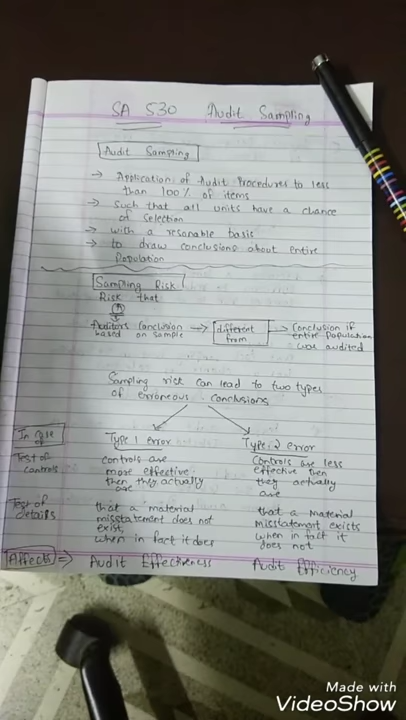 SA 530 Audit Sampling
Audit Sampling
→ Application of Audit Procedures to less
than 100% of items
→ Such that all units have a chance
of selection
→ with a resonable basis
→ to draw conclusions about entire
Population
Sampling Risk
Risk that
Auditors Conclusion
based on sample
→ different
from
→ Conclusion if
entire Population
was audited
Sampling risk can lead to two types
of erroneous conclusions
In case
Type 1 error
Type 2 error
Test of
controls
controls are
more effective
then they actually
are
Controls are less
effective then
they actually
are
Test of
details
that a material
misstatement does not
exist,
when in fact it does
that a Material
Misstatement exists
when in fact it
does not
Affects ⇒ Audit Effectiveness Audit Efficiency
Made with
VideoShow